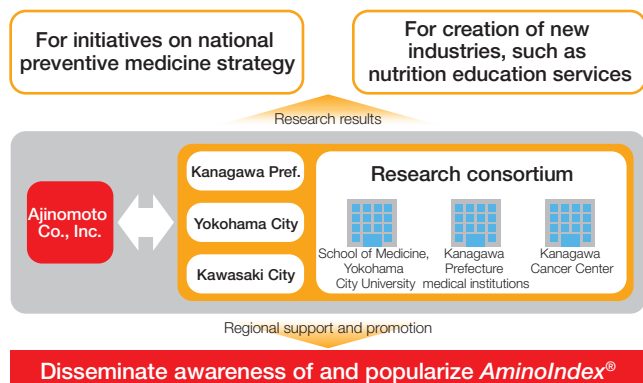 For initiatives on national
preventive medicine strategy
For creation of new
industries, such as
nutrition education services
Research results
Ajinomoto
Co., Inc.
Kanagawa Pref.
Yokohama City
Kawasaki City
Research consortium
School of Medicine,
Yokohama
City University
Kanagawa
Prefecture
medical institutions
Kanagawa
Cancer Center
Regional support and promotion
Disseminate awareness of and popularize AminoIndex®